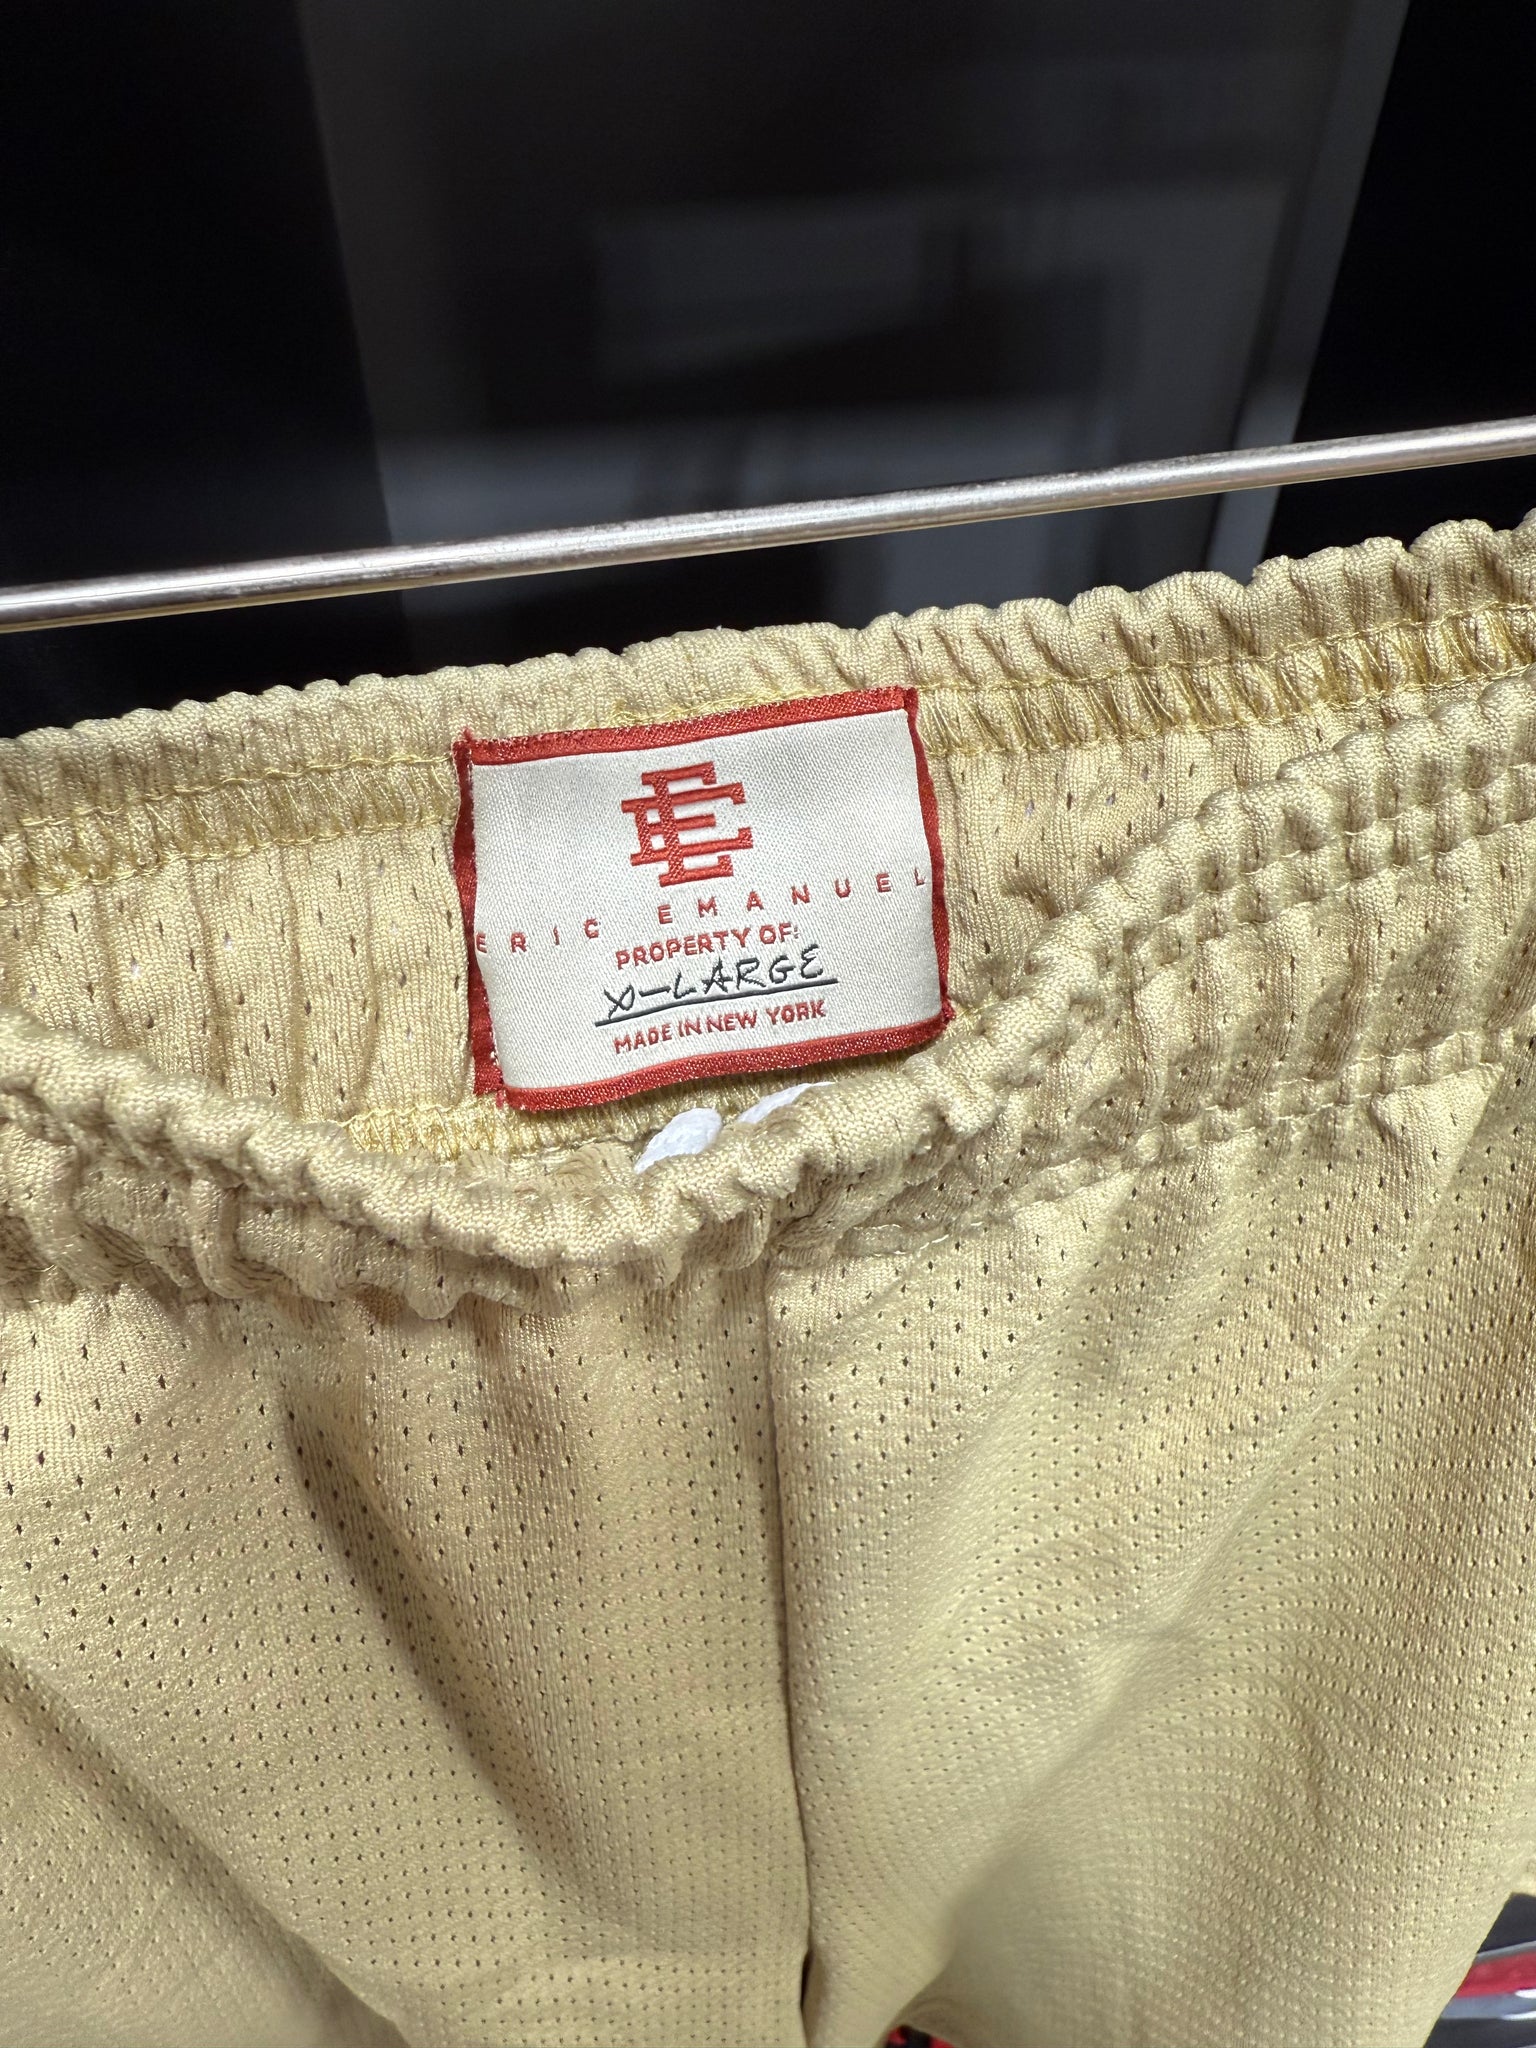 EE
ERIC EMANUEL
PROPERTY OF:
X-LARGE
MADE IN NEW YORK